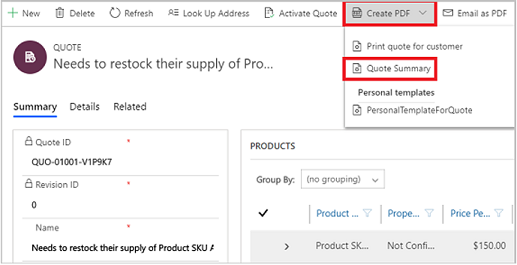 New Delete Refresh Look Up Address Activate Quote Create PDF Email as PDF
QUOTE
Needs to restock their supply of Pro...
Print quote for customer
Quote Summary
Personal templates
PersonalTemplateForQuote
Summary Details Related
Quote ID *
QUO-01001-V1P9K7
Revision ID *
0
Name *
Needs to restock their supply of Product SKU A
PRODUCTS
Group By: (no grouping)
Product ... Prope... Price Pe...
Product SK... Not Confi... $150.00